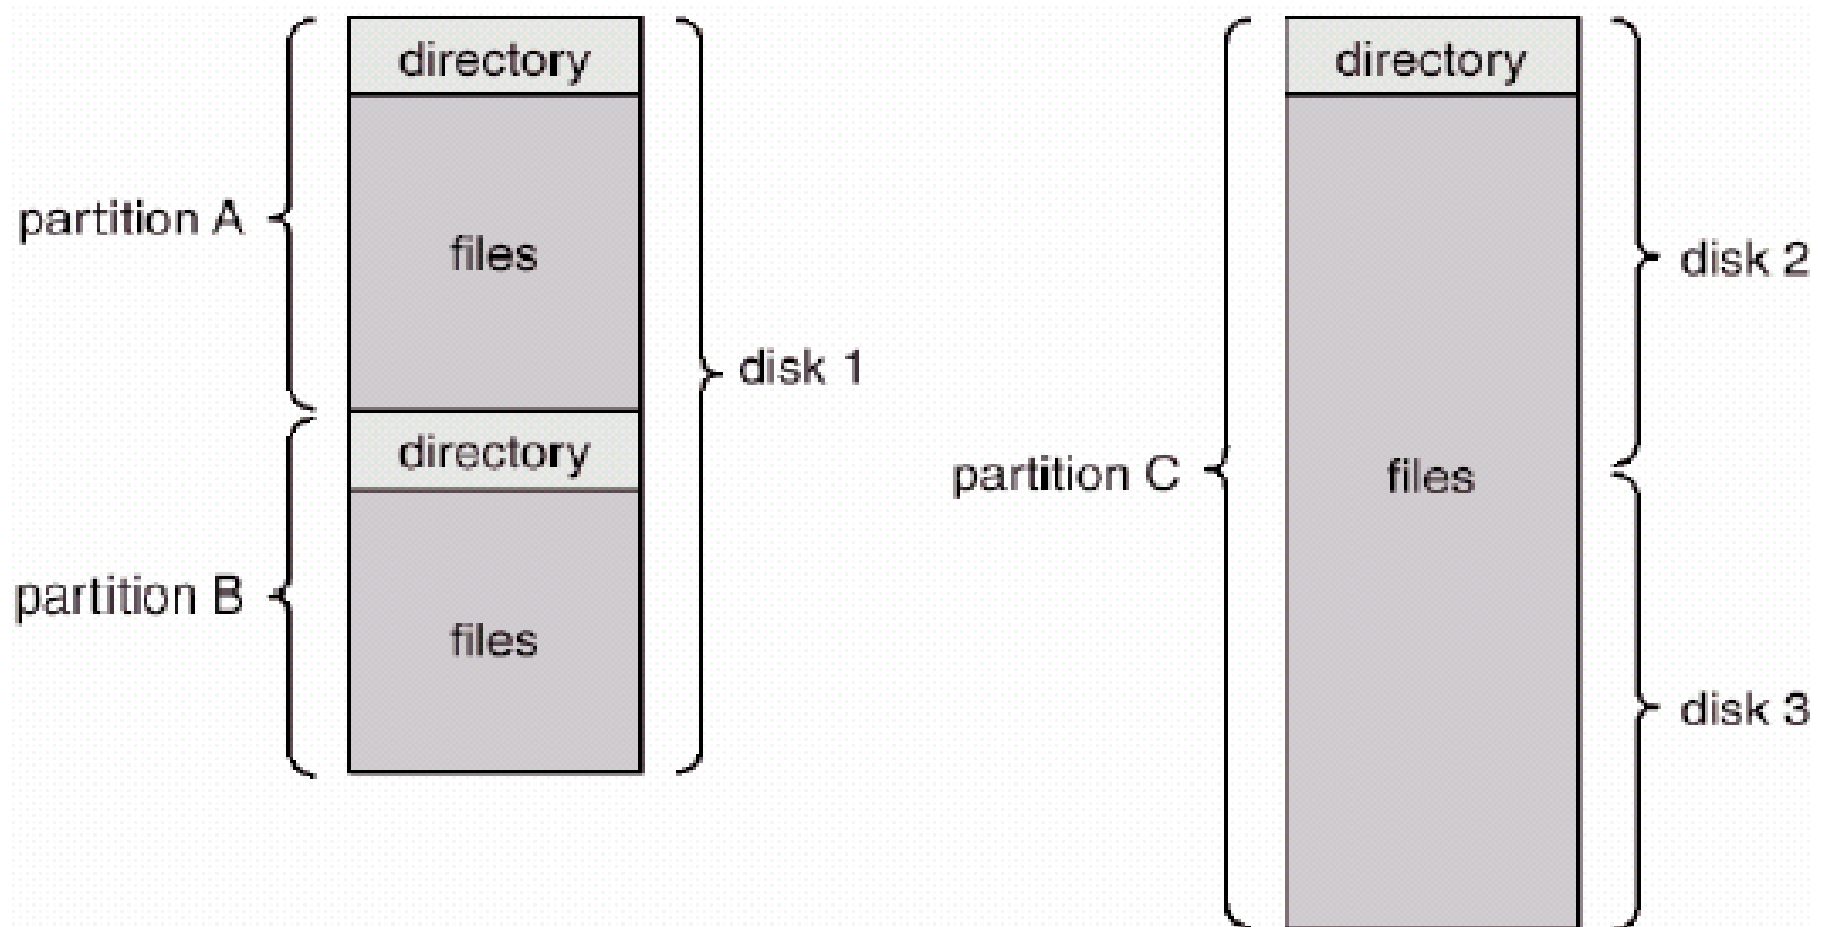 directory
files
partition A
directory
files
partition B
disk 1
directory
files
partition C
disk 2
disk 3